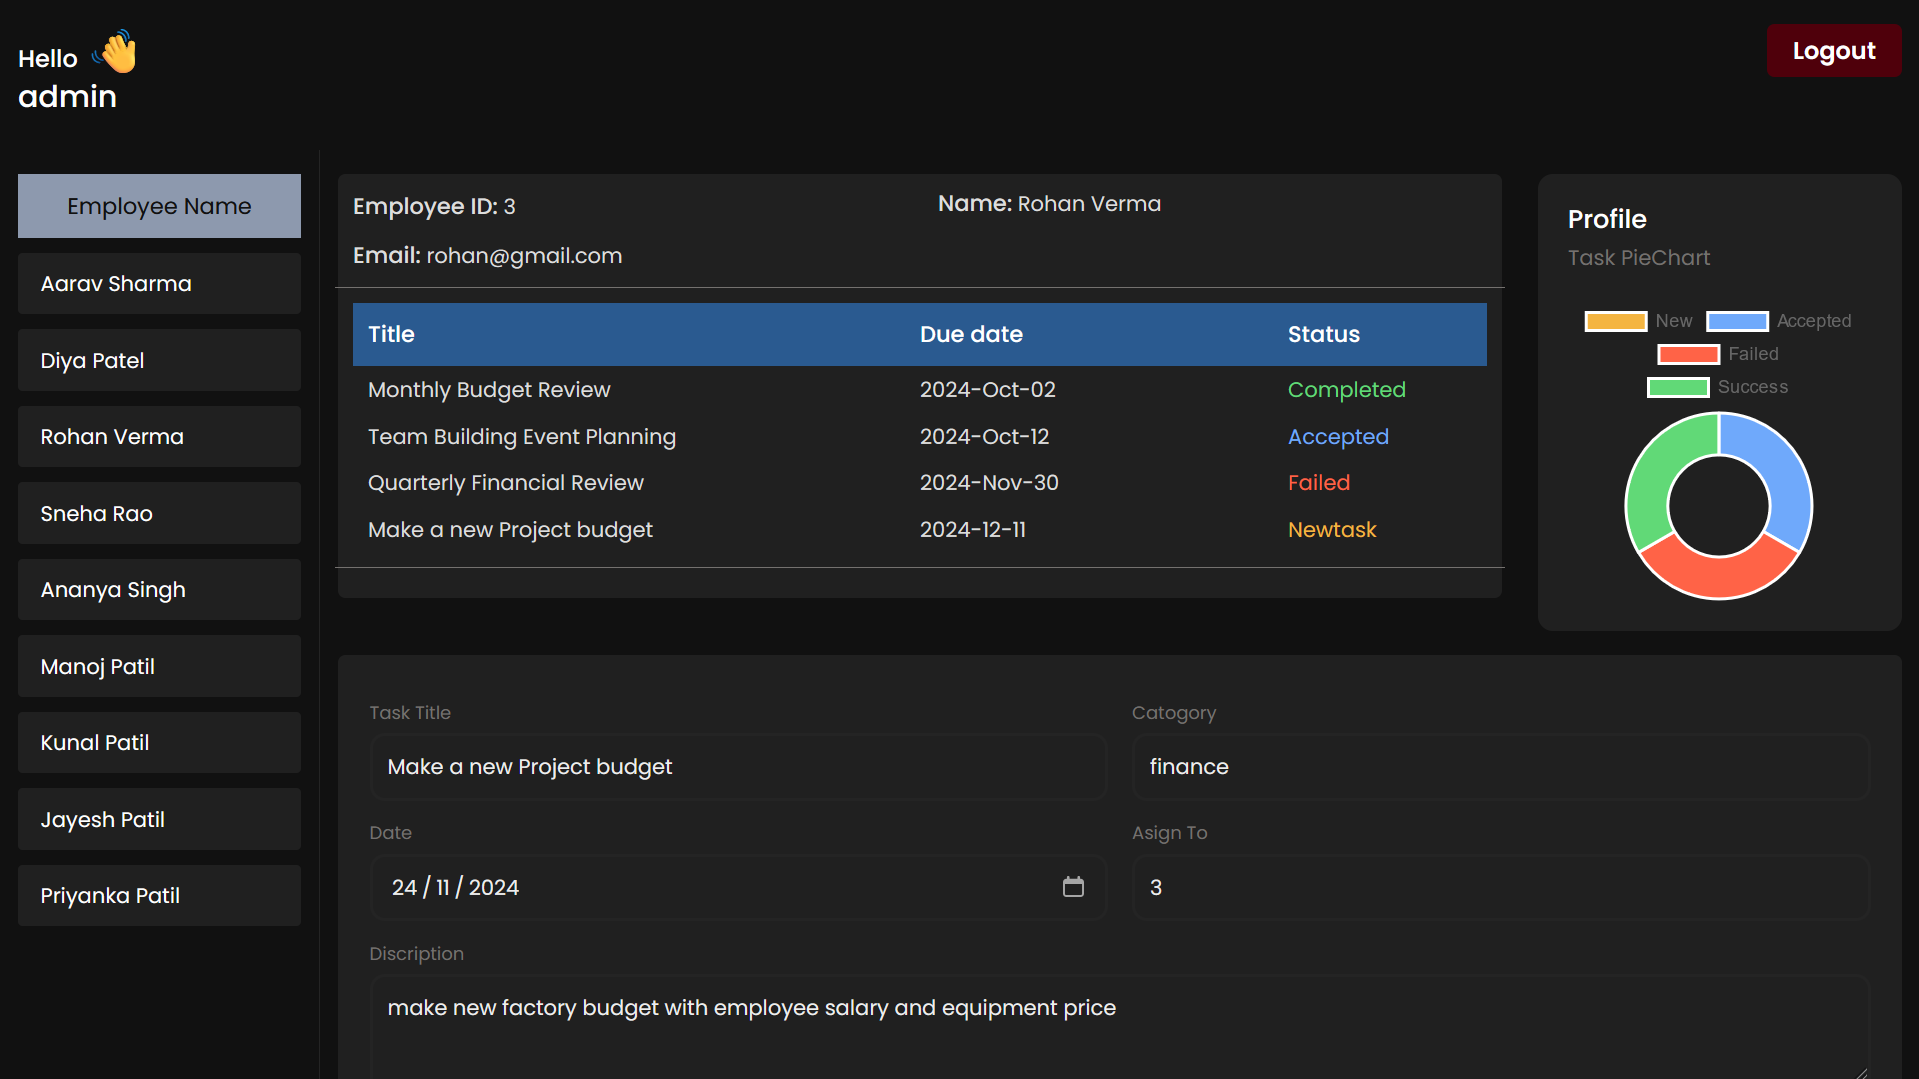 Hello 👋
admin
Logout
Employee Name
Aarav Sharma
Diya Patel
Rohan Verma
Sneha Rao
Ananya Singh
Manoj Patil
Kunal Patil
Jayesh Patil
Priyanka Patil
Employee ID: 3 Name: Rohan Verma
Email: rohan@gmail.com
Title Due date Status
Monthly Budget Review 2024-Oct-02 Completed
Team Building Event Planning 2024-Oct-12 Accepted
Quarterly Financial Review 2024-Nov-30 Failed
Make a new Project budget 2024-12-11 Newtask
Profile
Task PieChart
New Accepted
Failed
Success
Task Title Catogory
Make a new Project budget finance
Date Asign To
24 / 11 / 2024 3
Discription
make new factory budget with employee salary and equipment price